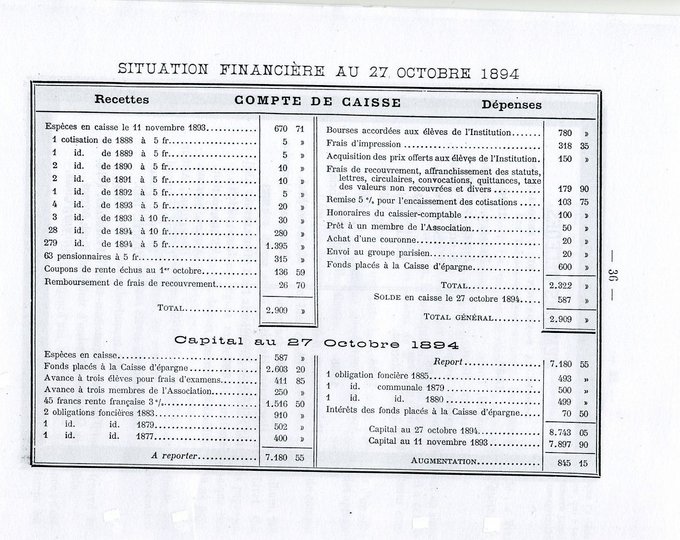 SITUATION FINANCIÈRE AU 27 OCTOBRE 1894
Recettes COMPTE DE CAISSE Dépenses
Espèces en caisse le 11 novembre 1893............ 670 71
1 cotisation de 1888 à 5 fr.................. 5 »
1 id. de 1889 à 5 fr.................. 5 »
2 id. de 1890 à 5 fr.................. 10 »
2 id. de 1891 à 5 fr.................. 10 »
1 id. de 1892 à 5 fr.................. 5 »
4 id. de 1893 à 5 fr.................. 20 »
3 id. de 1893 à 10 fr.................. 30 »
28 id. de 1894 à 10 fr.................. 280 »
279 id. de 1894 à 5 fr.................. 1.395 »
63 pensionnaires à 5 fr.................. 315 »
Coupons de rente échus au 1er octobre............ 136 59
Remboursement de frais de recouvrement.......... 26 70
TOTAL............ 2.909 »
Bourses accordées aux élèves de l'Institution...... 780 »
Frais d'impression.................. 318 35
Acquisition des prix offerts aux élèves de l'Institution. 150 »
Frais de recouvrement, affranchissement des statuts,
lettres, circulaires, convocations, quittances, taxe
des valeurs non recouvrées et divers............ 179 90
Remise 5 % pour l'encaissement des cotisations..... 103 75
Honoraires du caissier-comptable.................. 100 »
Prêt à un membre de l'Association.................. 50 »
Achat d'une couronne.................. 20 »
Envoi au groupe parisien.................. 20 »
Fonds placés à la Caisse d'épargne.................. 600 »
TOTAL.................. 2.322 »
SOLDE en caisse le 27 octobre 1894..... 587 »
TOTAL GÉNÉRAL.................. 2.909 »
— 36 —
Capital au 27 Octobre 1894
Espèces en caisse.................. 587 »
Fonds placés à la Caisse d'épargne.................. 2.603 20
Avance à trois élèves pour frais d'examens........ 411 85
Avance à trois membres de l'Association.......... 250 »
45 francs rente française 3 %.................. 1.516 50
2 obligations foncières 1883.................. 910 »
1 id. id. 1879.................. 502 »
1 id. id. 1877.................. 400 »
A reporter.................. 7.180 55
Report.................. 7.180 55
1 obligation foncière 1885.................. 493 »
1 id. communale 1879.................. 500 »
1 id. id. 1880.................. 499 »
Intérêts des fonds placés à la Caisse d'épargne..... 70 50
Capital au 27 octobre 1894.................. 8.743 05
Capital au 11 novembre 1893............ 7.897 90
AUGMENTATION.................. 845 15